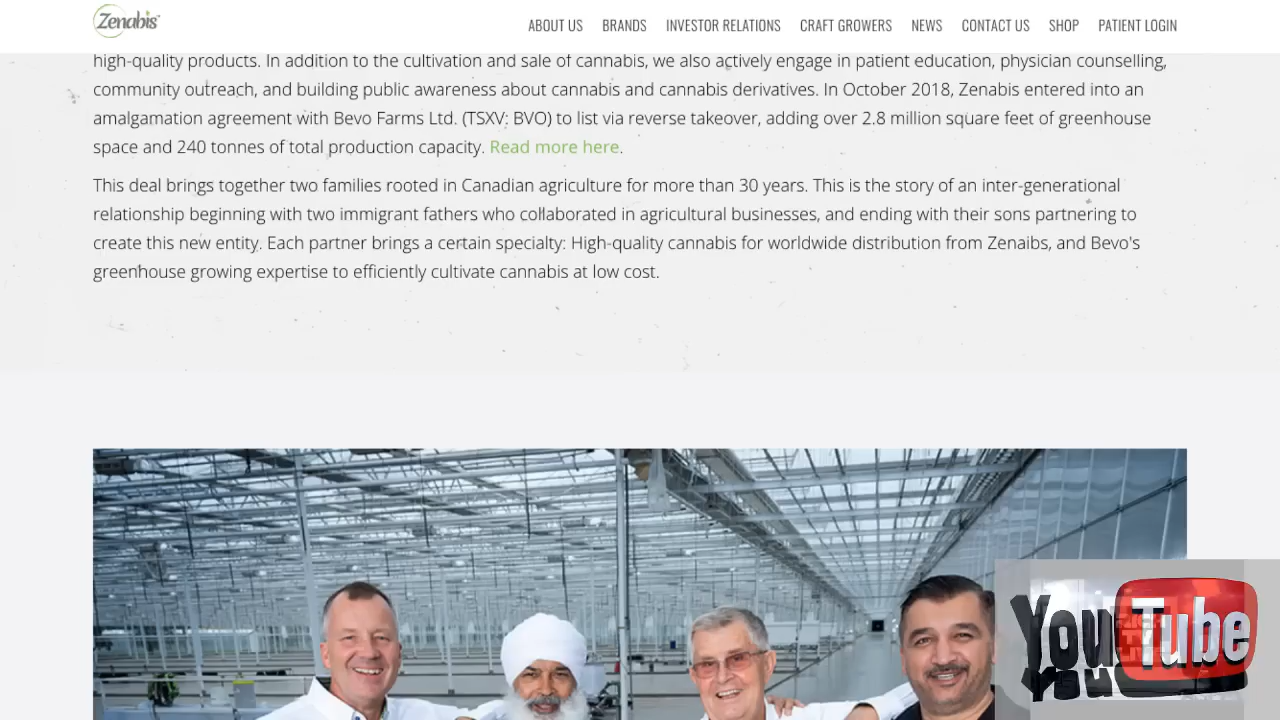 Zenabis
ABOUT US BRANDS INVESTOR RELATIONS CRAFT GROWERS NEWS CONTACT US SHOP PATIENT LOGIN
high-quality products. In addition to the cultivation and sale of cannabis, we also actively engage in patient education, physician counselling,
community outreach, and building public awareness about cannabis and cannabis derivatives. In October 2018, Zenabis entered into an
amalgamation agreement with Bevo Farms Ltd. (TSXV: BVO) to list via reverse takeover, adding over 2.8 million square feet of greenhouse
space and 240 tonnes of total production capacity. Read more here.
This deal brings together two families rooted in Canadian agriculture for more than 30 years. This is the story of an inter-generational
relationship beginning with two immigrant fathers who collaborated in agricultural businesses, and ending with their sons partnering to
create this new entity. Each partner brings a certain specialty: High-quality cannabis for worldwide distribution from Zenaibs, and Bevo's
greenhouse growing expertise to efficiently cultivate cannabis at low cost.
YouTube